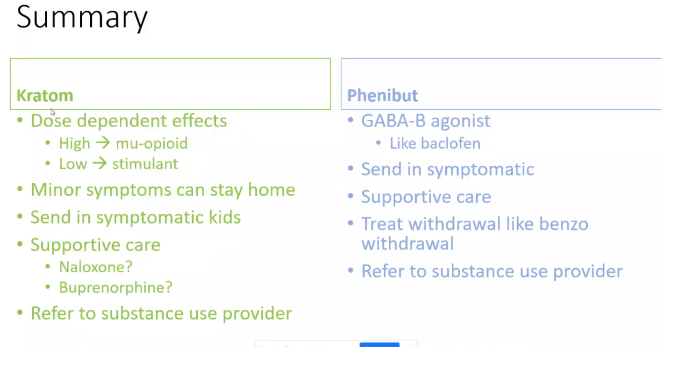 Summary
Kratom
• Dose dependent effects
• High → mu-opioid
• Low → stimulant
• Minor symptoms can stay home
• Send in symptomatic kids
• Supportive care
• Naloxone?
• Buprenorphine?
• Refer to substance use provider
Phenibut
• GABA-B agonist
• Like baclofen
• Send in symptomatic
• Supportive care
• Treat withdrawal like benzo
withdrawal
• Refer to substance use provider